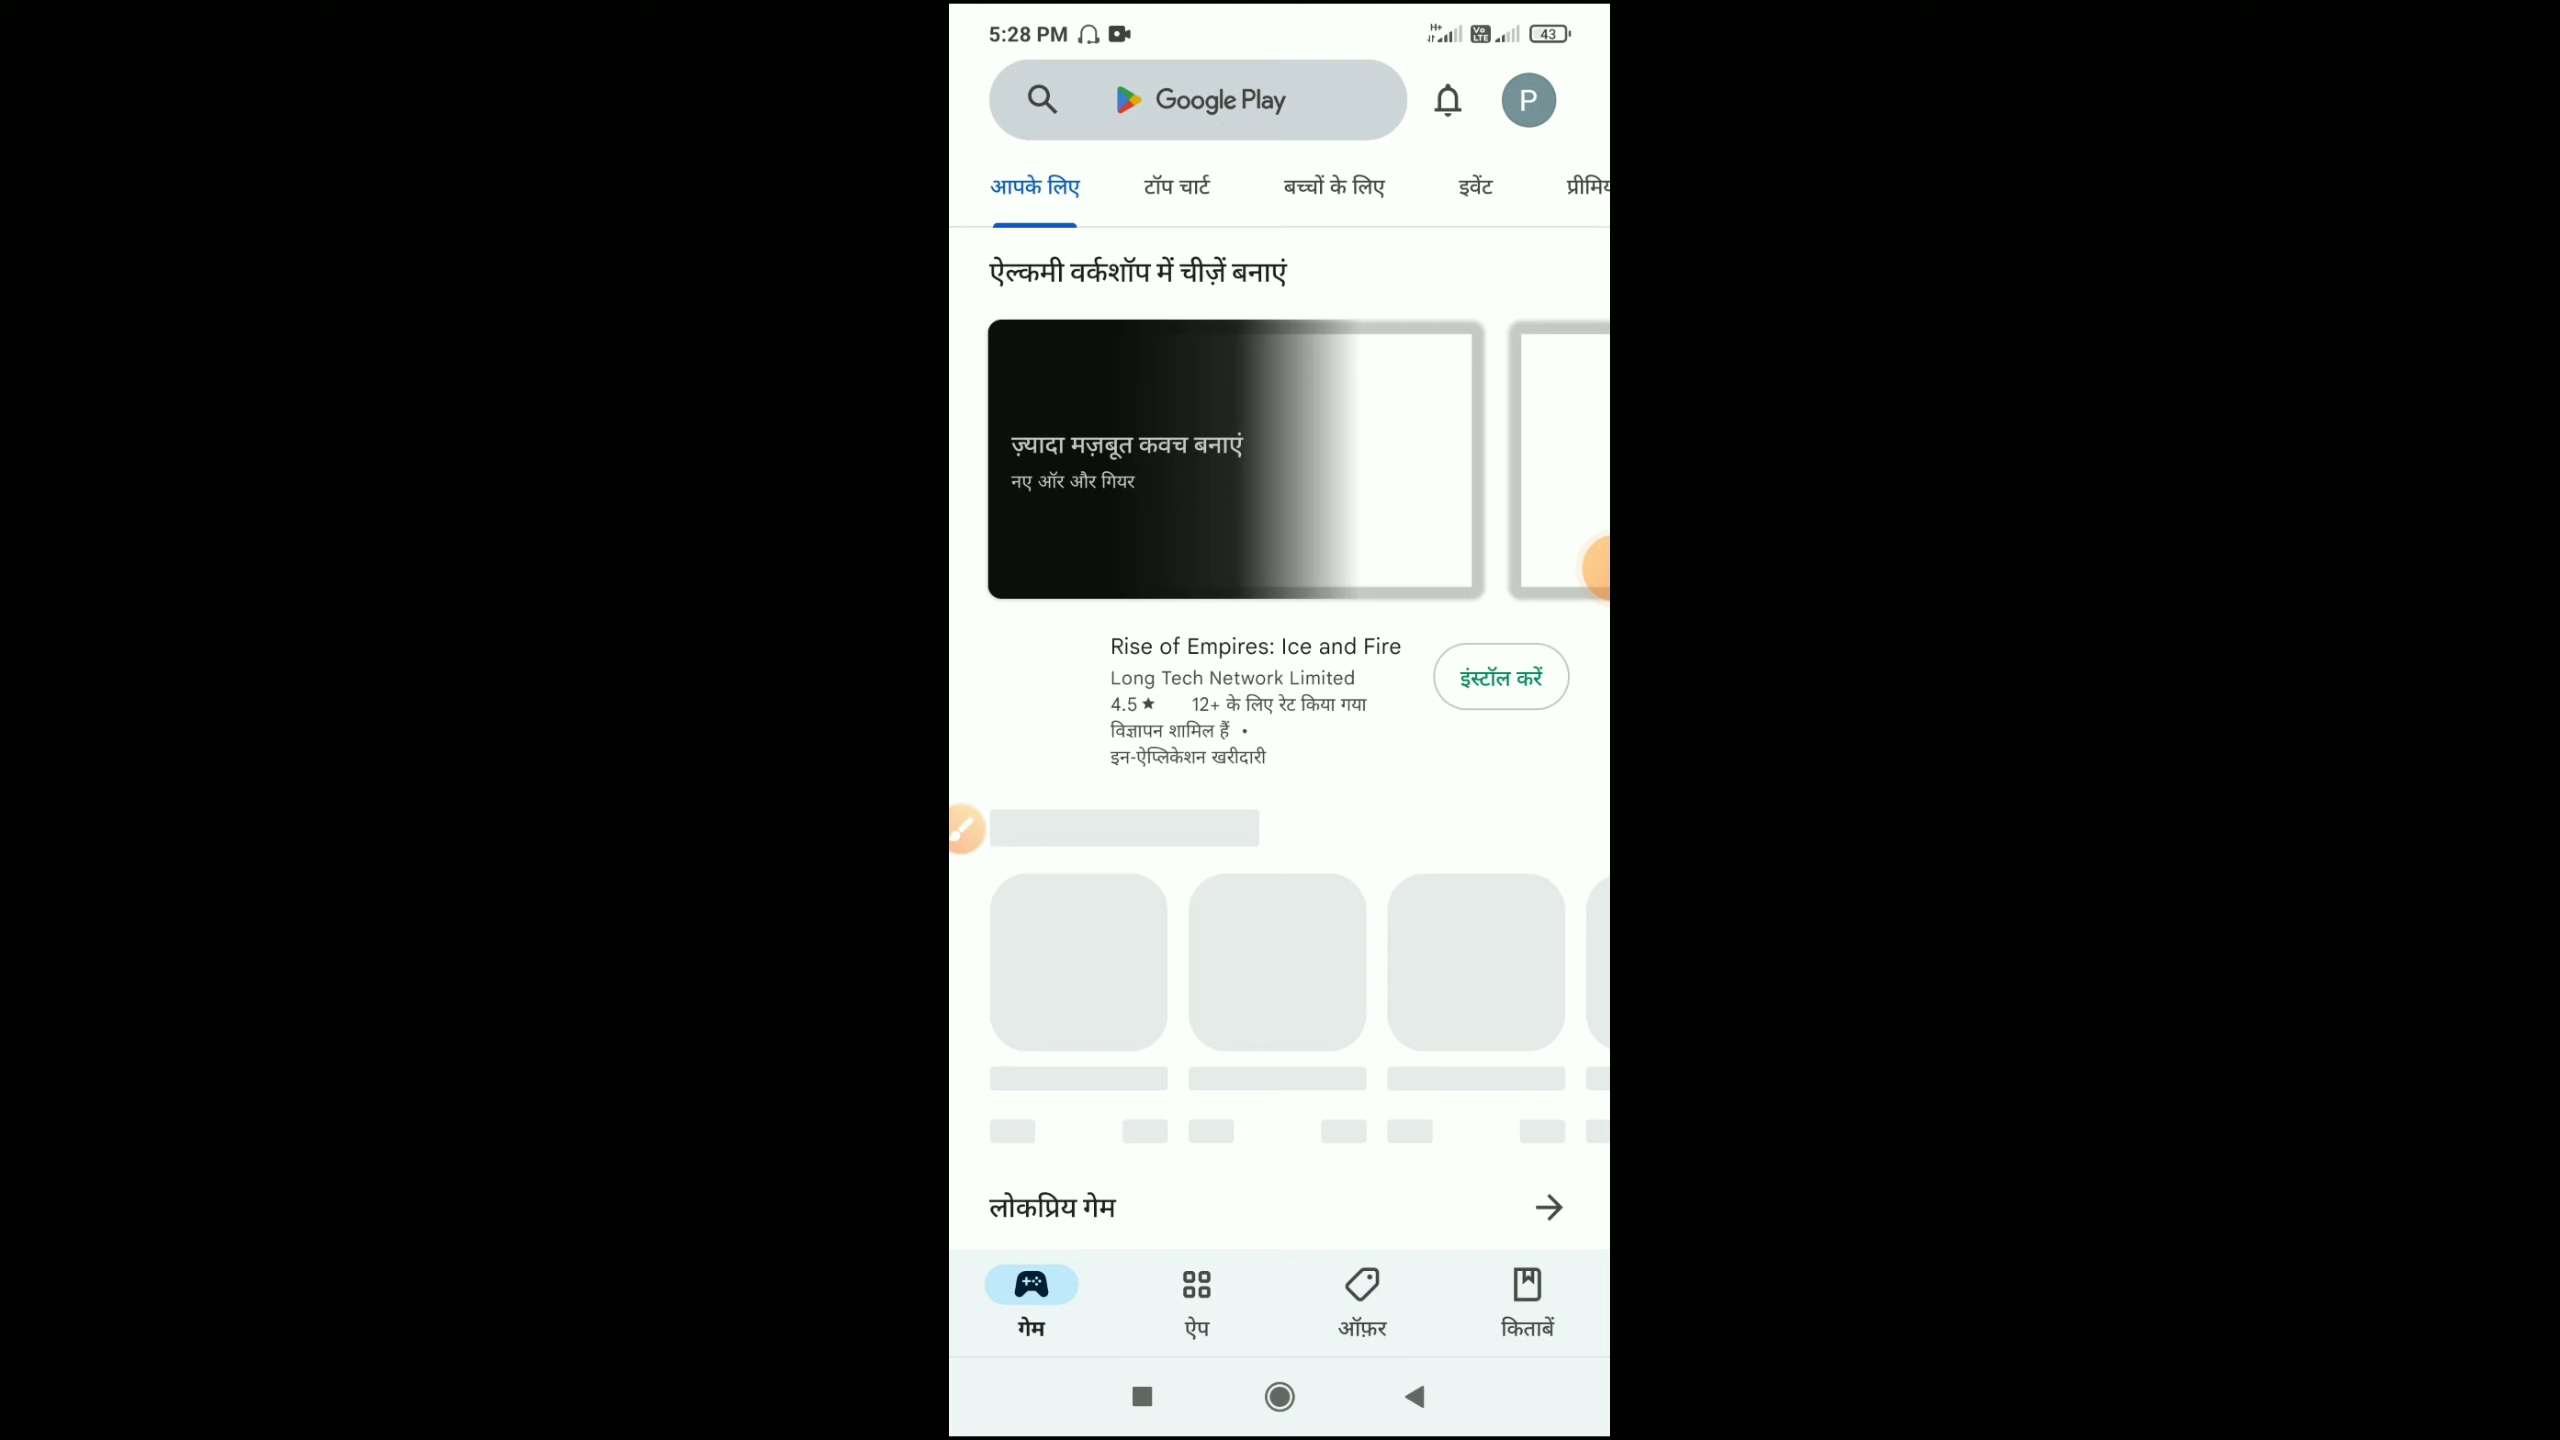 5:28 PM
H+ Vo LTE 43
Google Play
P
आपके लिए टॉप चार्ट बच्चों के लिए इवेंट
ऐल्कमी वर्कशॉप में चीज़ें बनाएं
ज़्यादा मज़बूत कवच बनाएं
नए ऑर और गियर
Rise of Empires: Ice and Fire
Long Tech Network Limited
4.5★ 12+ के लिए रेट किया गया
विज्ञापन शामिल हैं •
इन-ऐप्लिकेशन खरीदारी
इंस्टॉल करें
लोकप्रिय गेम
गेम ऐप ऑफ़र किताबें